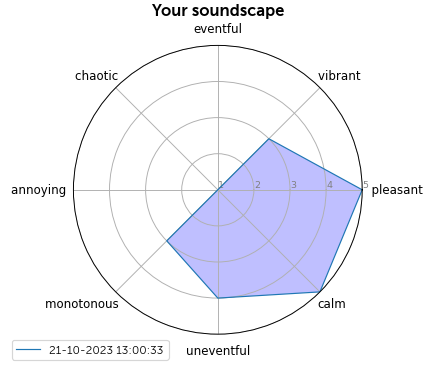 Your soundscape
eventful
chaotic
vibrant
annoying
1
2
3
4
5
pleasant
monotonous
calm
uneventful
21-10-2023 13:00:33